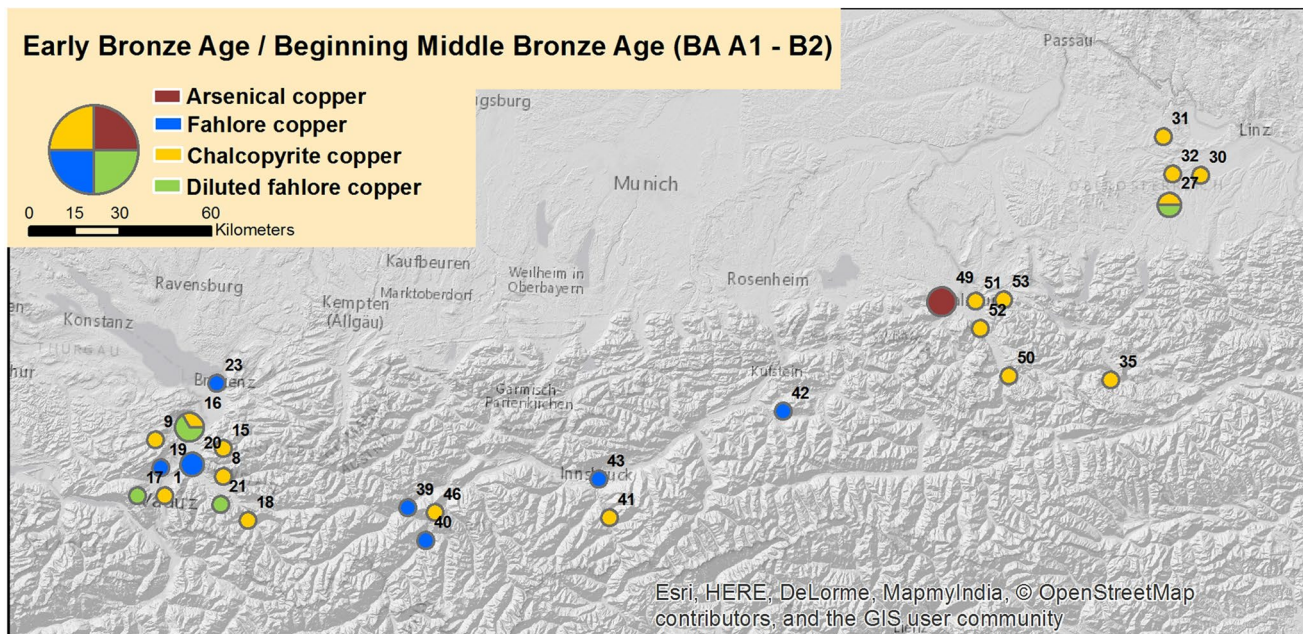 Early Bronze Age / Beginning Middle Bronze Age (BA A1 - B2)
Arsenical copper
Fahlore copper
Chalcopyrite copper
Diluted fahlore copper
0 15 30 60
Kilometers
Passau
31
Linz
32 30
27
Munich
Kaufbeuren
Marktoberdorf
Weilheim in
Oberbayern
Rosenheim
Ravensburg
Kempten
(Allgäu)
Konstanz
THURGAU
49 51 53
52
50 35
23
Kufstein
42
Garmisch-
Partenkirchen
16
9 15
20
19 8
17 1
21
Vaduz
18
43
Innsbruck
39 46
41
40
Esri, HERE, DeLorme, MapmyIndia, © OpenStreetMap
contributors, and the GIS user community